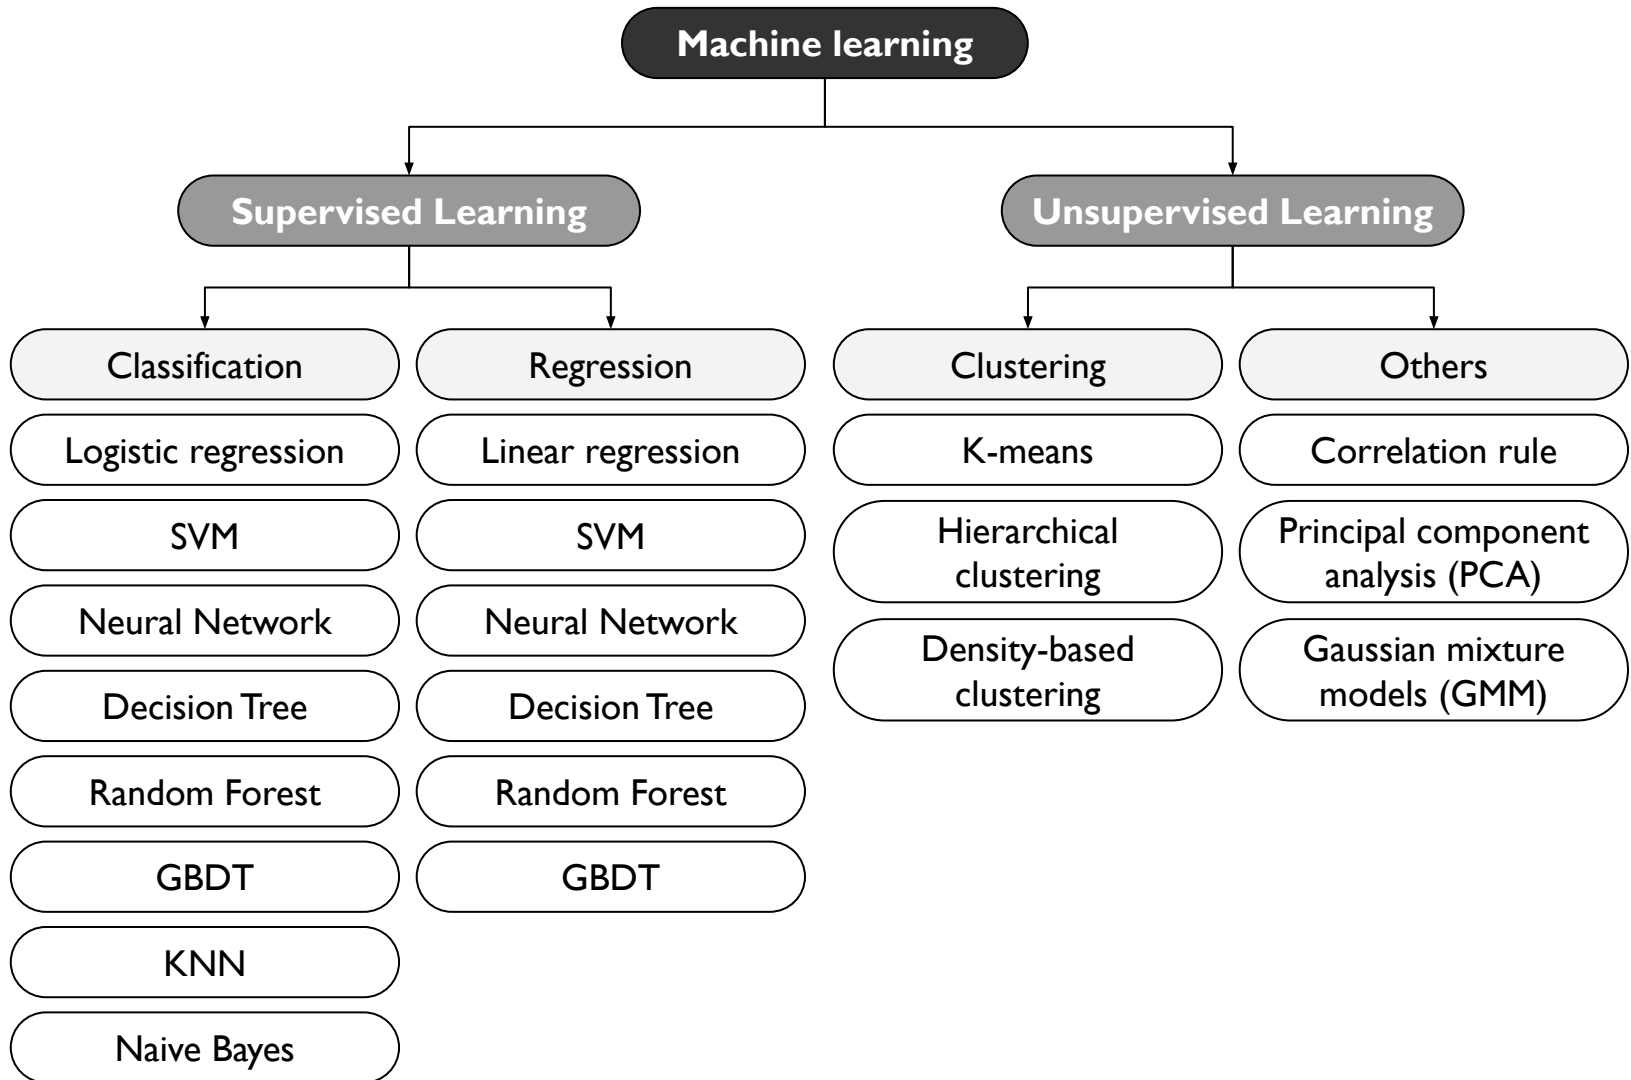 Machine learning
Supervised Learning
Unsupervised Learning
Classification
Regression
Clustering
Others
Logistic regression
Linear regression
K-means
Correlation rule
SVM
SVM
Hierarchical
clustering
Principal component
analysis (PCA)
Neural Network
Neural Network
Density-based
clustering
Gaussian mixture
models (GMM)
Decision Tree
Decision Tree
Random Forest
Random Forest
GBDT
GBDT
KNN
Naive Bayes